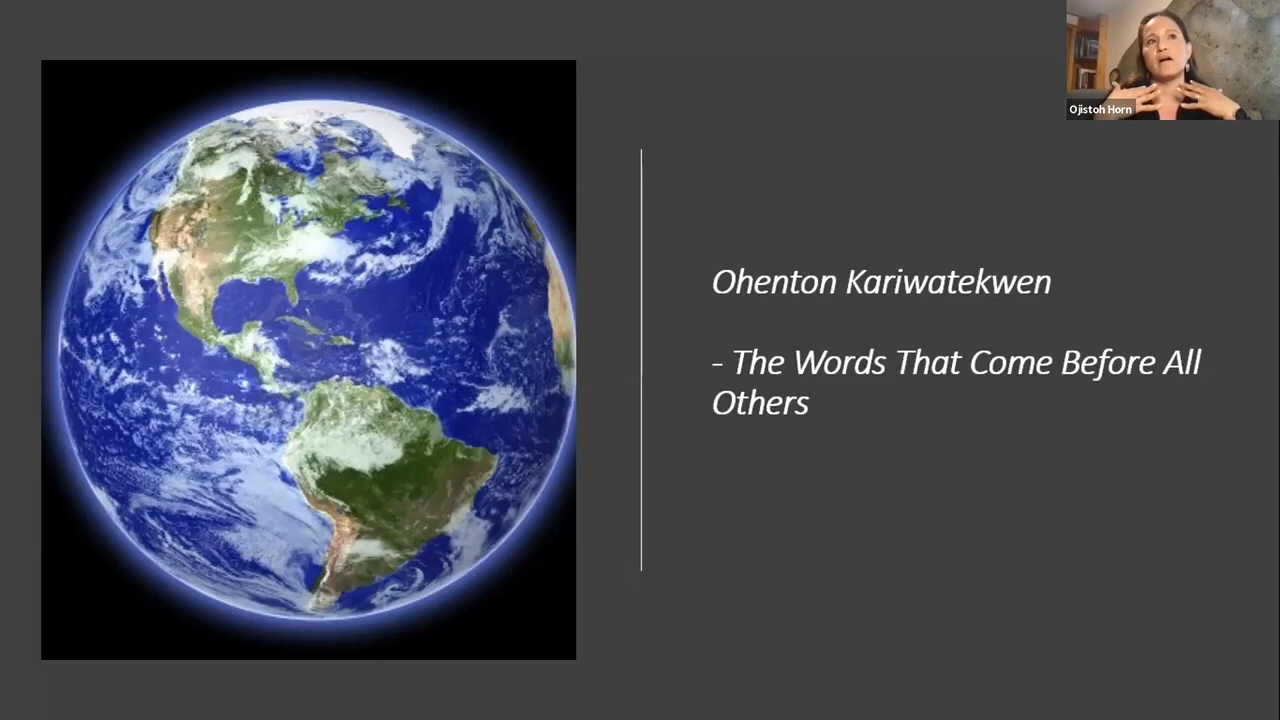 Ojistoh Horn
Ohenton Kariwatekwen
- The Words That Come Before All
Others